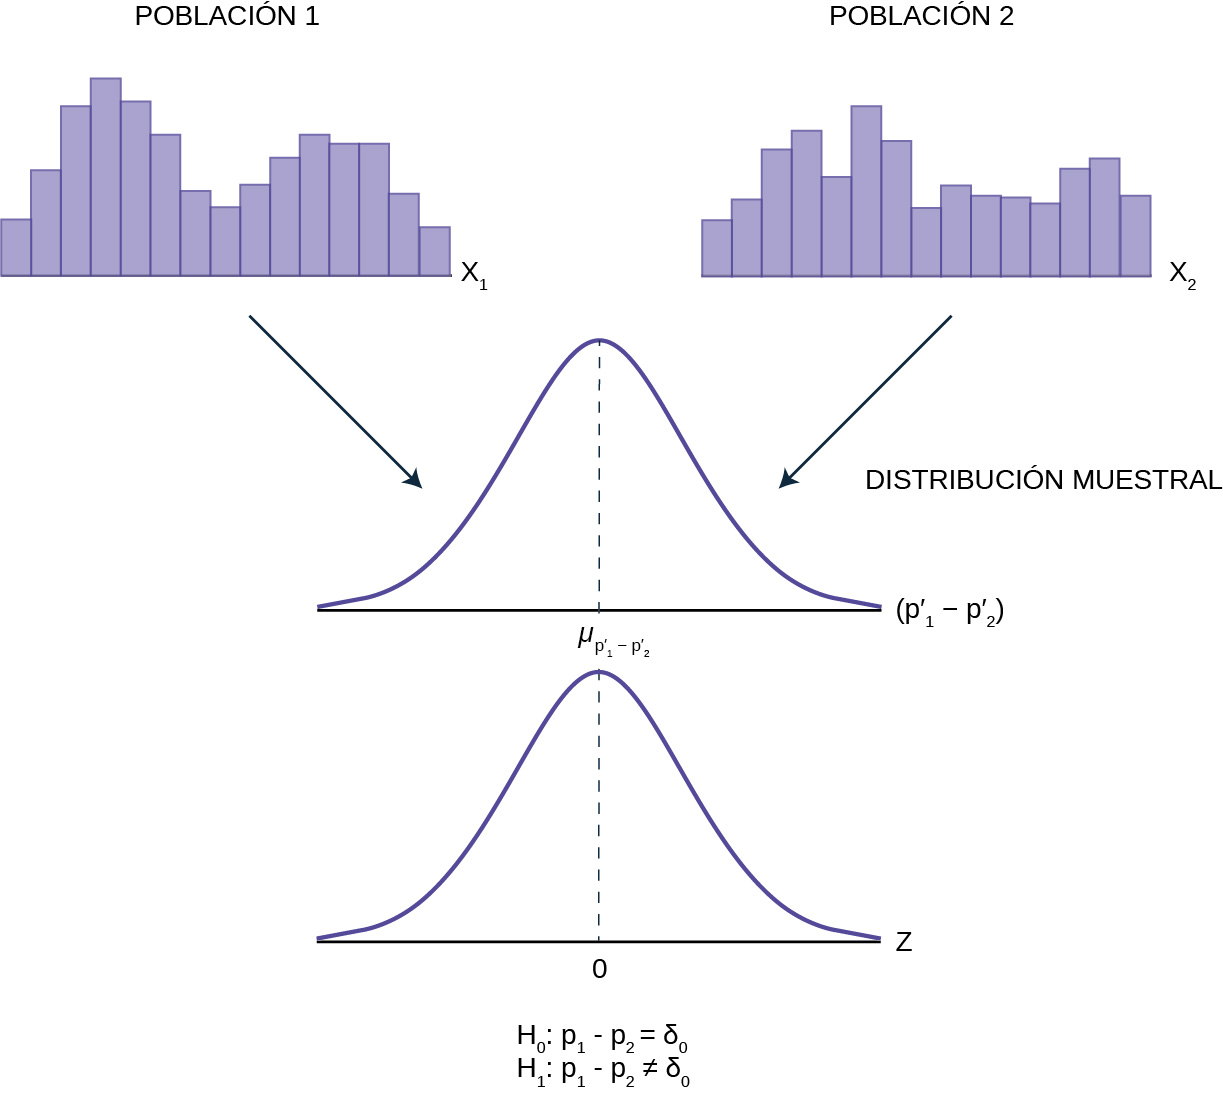 POBLACIÓN 1
POBLACIÓN 2
X₁
X₂
DISTRIBUCIÓN MUESTRAL
(p′₁ − p′₂)
μ p′₁ − p′₂
Z
0
H₀: p₁ - p₂ = δ₀
H₁: p₁ - p₂ ≠ δ₀